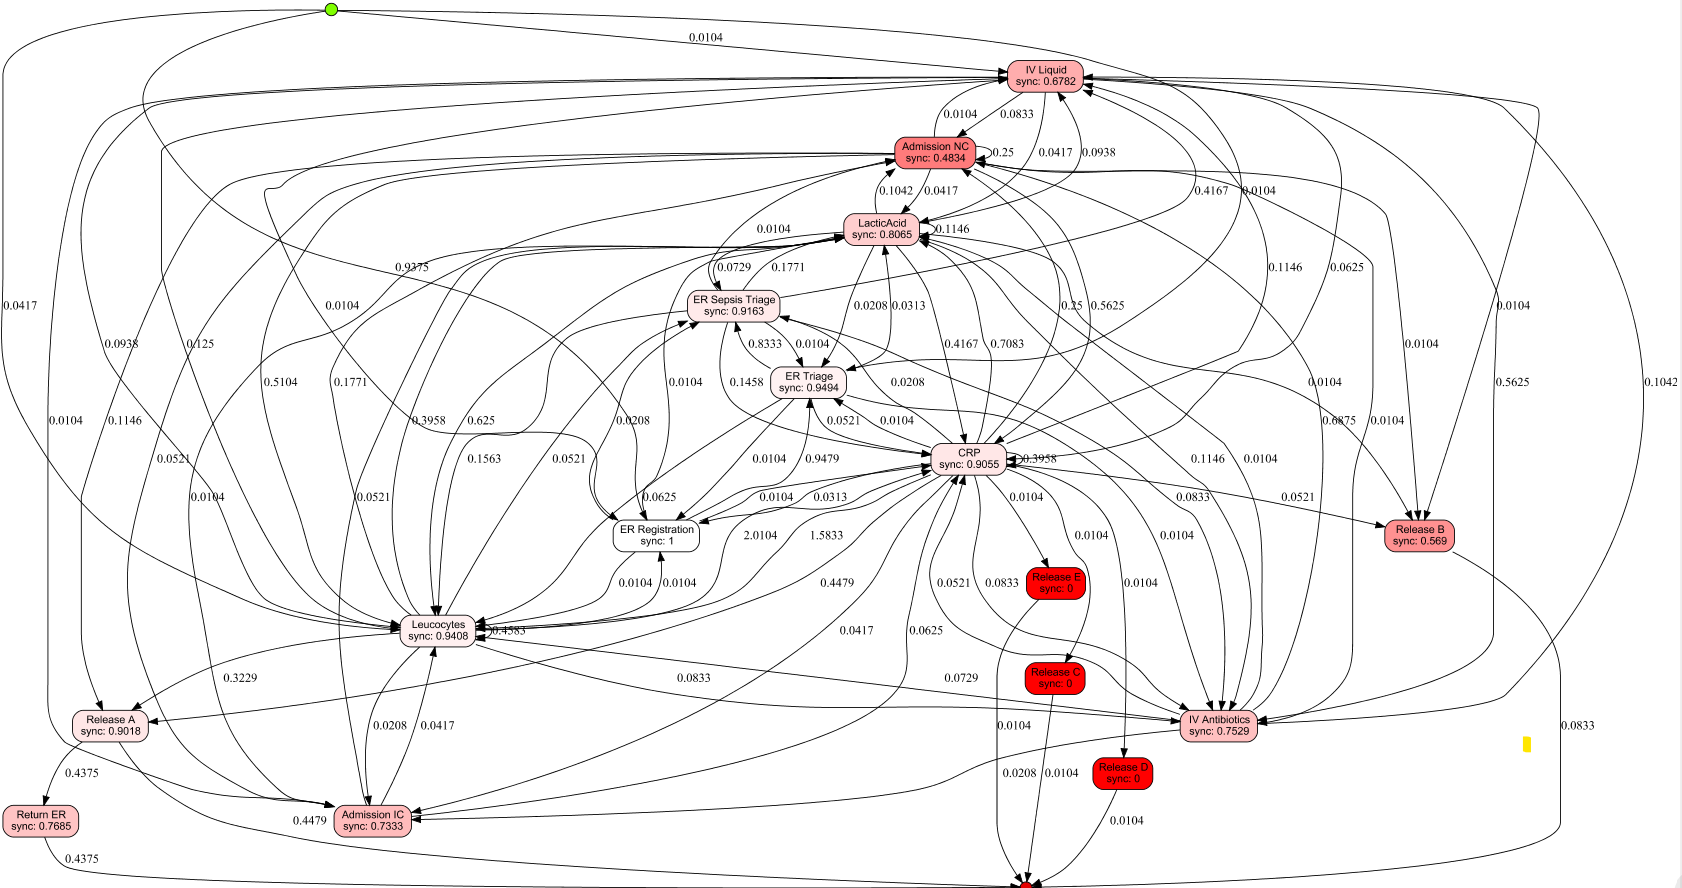 0.0104
IV Liquid
sync: 0.6782
0.0104
0.0833
Admission NC
sync: 0.4834
0.25
0.0417
0.0938
0.1042
0.0417
0.4167
0.0104
LacticAcid
sync: 0.8065
0.1146
0.0104
0.9375
0.0729
0.1771
0.1146
0.0625
ER Sepsis Triage
sync: 0.9163
0.0417
0.0104
0.0208
0.0313
0.25
0.5625
0.0104
0.0938
0.125
0.8333
0.0104
0.4167
0.7083
0.0104
ER Triage
sync: 0.9494
0.5104
0.1771
0.0104
0.1458
0.0208
0.0104
0.5625
0.1042
0.0104
0.1146
0.3958
0.625
0.0208
0.0521
0.0104
0.6875
0.0104
CRP
sync: 0.9055
0.3958
0.0521
0.1563
0.0521
0.0104
0.9479
0.1146
0.0104
0.0104
0.0521
0.0625
0.0104
0.0313
0.0104
0.0833
0.0521
ER Registration
sync: 1
2.0104
1.5833
0.0104
0.0104
Release B
sync: 0.569
0.0104
0.0104
0.4479
0.0521
0.0833
Release E
sync: 0
0.0104
Leucocytes
sync: 0.9408
0.4583
0.0417
0.0625
0.3229
0.0833
0.0729
Release C
sync: 0
Release A
sync: 0.9018
0.0208
0.0417
0.0104
IV Antibiotics
sync: 0.7529
0.0833
0.4375
0.0208
0.0104
Release D
sync: 0
Return ER
sync: 0.7685
0.4479
Admission IC
sync: 0.7333
0.0104
0.4375